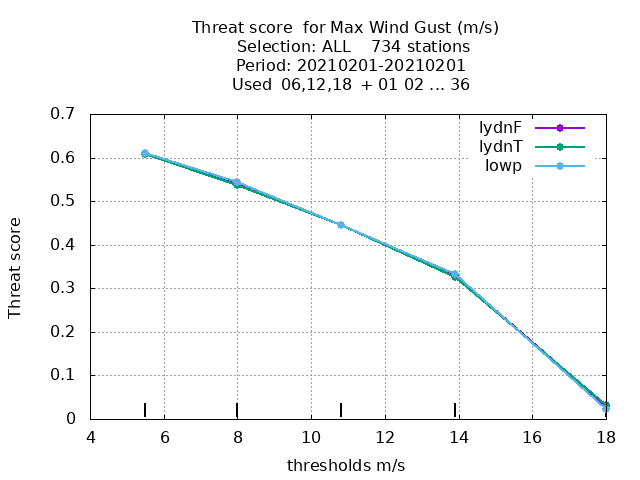 Threat score  for Max Wind Gust (m/s)
Selection: ALL    734 stations
Period: 20210201-20210201
Used  06,12,18  + 01 02 ... 36
lydnF
lydnT
lowp
0.7
0.6
0.5
0.4
0.3
0.2
0.1
0
Threat score
4 6 8 10 12 14 16 18
thresholds m/s